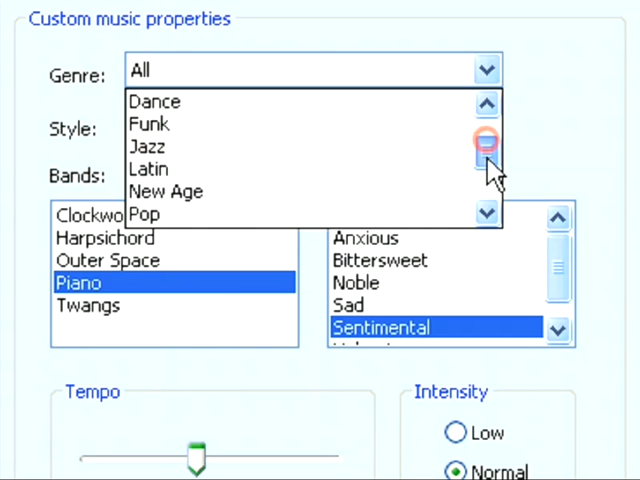 Custom music properties
Genre: All
Dance
Funk
Style:
Jazz
Latin
Bands:
New Age
Pop
Harpsichord
Outer Space
Piano
Twangs
Anxious
Bittersweet
Noble
Sad
Sentimental
Tempo
Intensity
Low
Normal